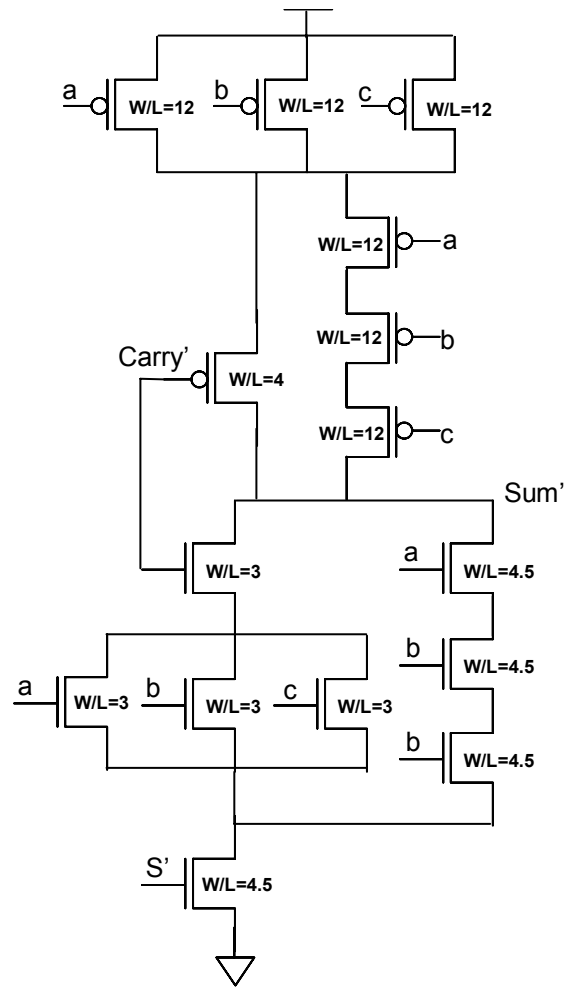 a W/L=12 b W/L=12 c W/L=12
W/L=12 a
W/L=12 b
Carry’
W/L=4
W/L=12 c
Sum’
W/L=3 a W/L=4.5
a W/L=3 b W/L=3 c W/L=3 b W/L=4.5
b W/L=4.5
S’ W/L=4.5